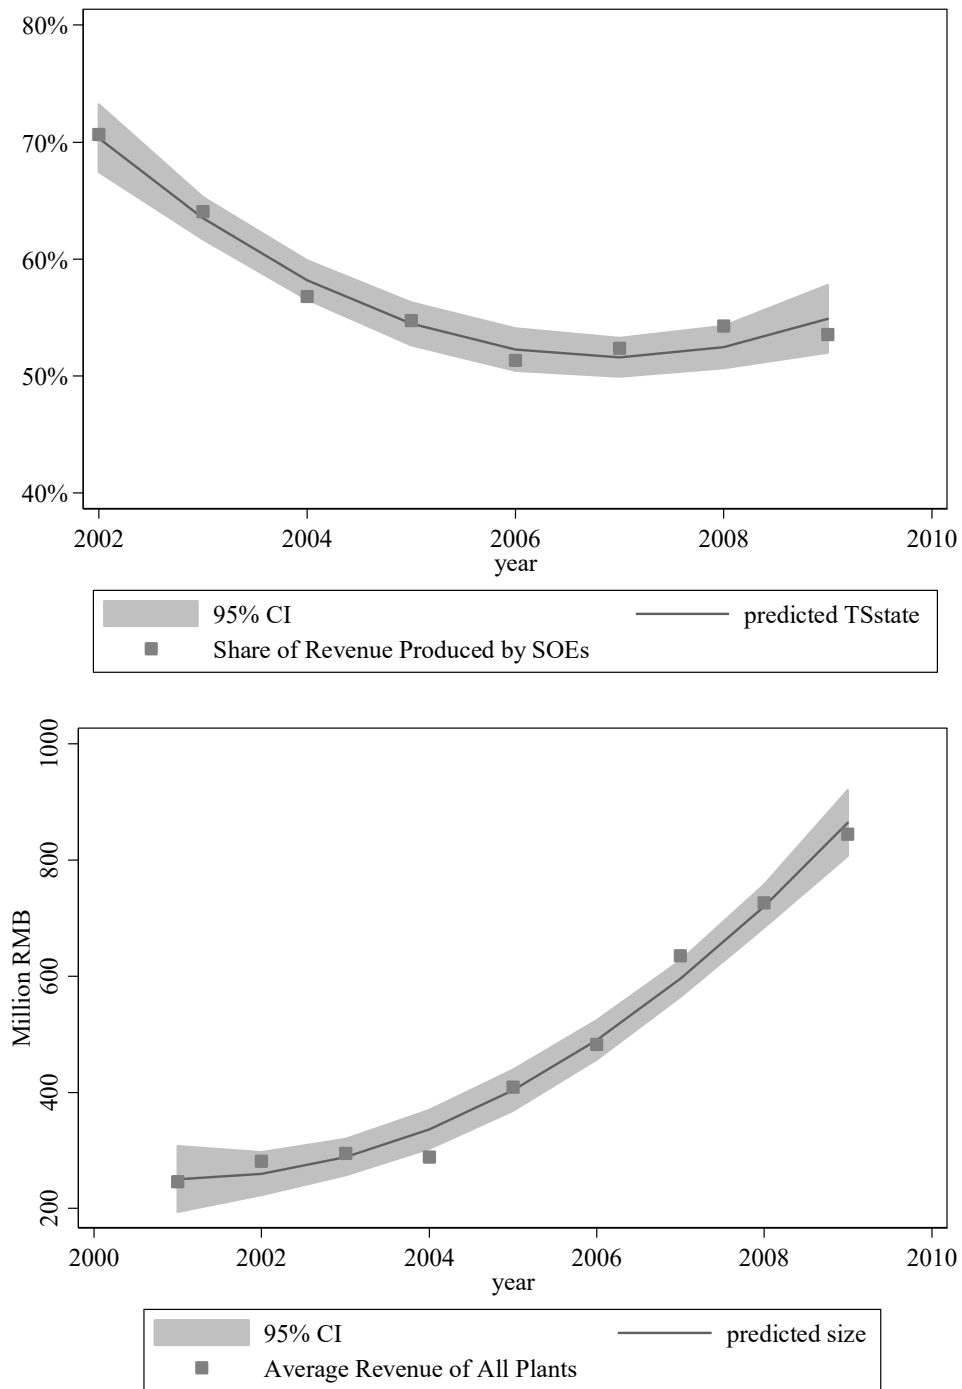 80%
70%
60%
50%
40%
2002 2004 2006 2008 2010
year
95% CI predicted TSstate
Share of Revenue Produced by SOEs
Million RMB
1000
800
600
400
200
2000 2002 2004 2006 2008 2010
year
95% CI predicted size
Average Revenue of All Plants